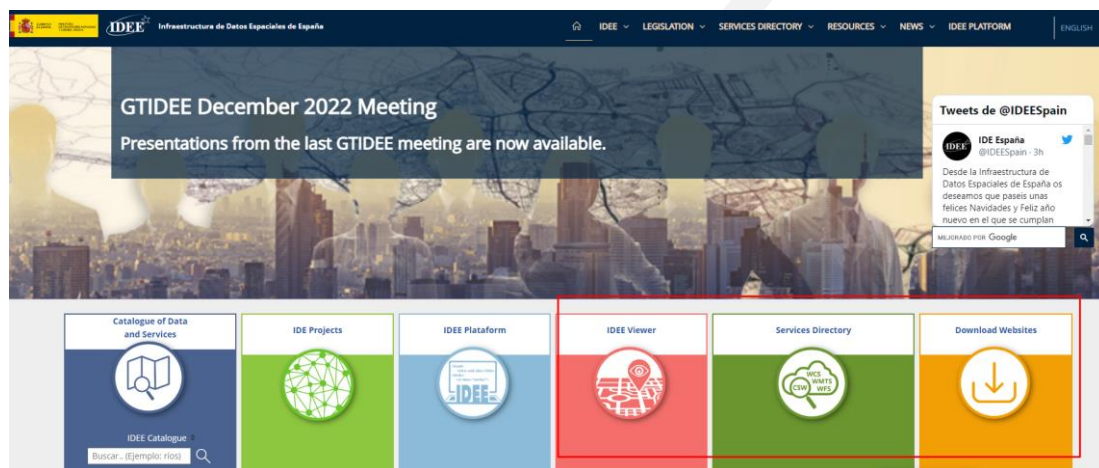 IDEE Infraestructura de Datos Espaciales de España
IDEE LEGISLATION SERVICES DIRECTORY RESOURCES NEWS IDEE PLATFORM ENGLISH
GTIDEE December 2022 Meeting
Presentations from the last GTIDEE meeting are now available.
Tweets de @IDEESpain
IDEE
IDE España
@IDEESpain · 3h
Desde la Infraestructura de
Datos Espaciales de España os
deseamos que paseis unas
felices Navidades y Feliz año
nuevo en el que se cumplan
MEJORADO POR Google
Catalogue of Data
and Services
IDEE Catalogue
Buscar.. (Ejemplo: rios)
IDE Projects
IDEE Plataform
IDEE
IDEE Viewer
Services Directory
WCS
CSW WMTS
WFS
Download Websites